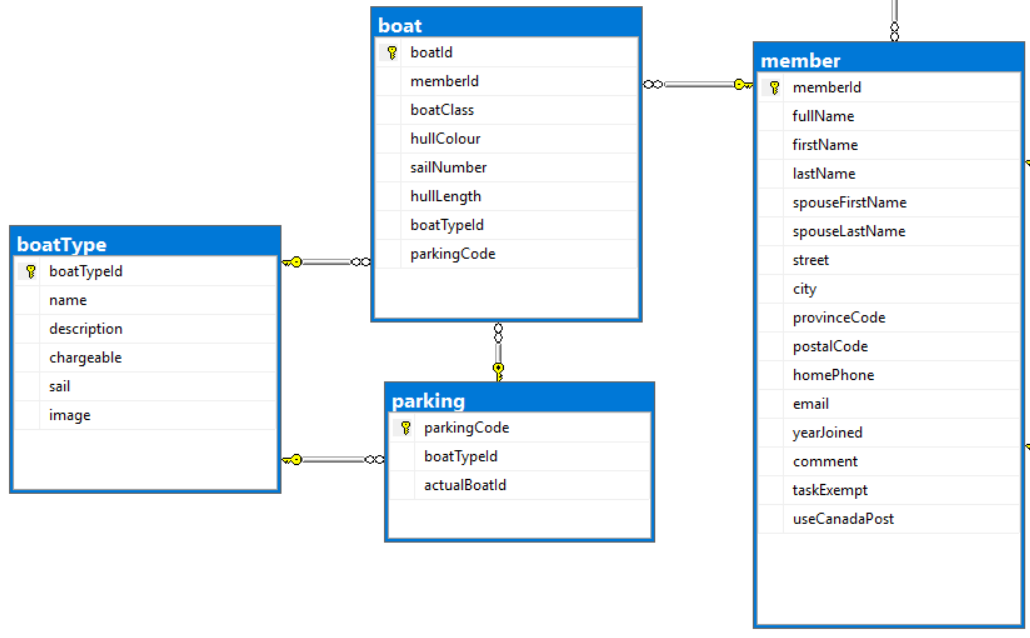 boat
boatId
memberId
boatClass
hullColour
sailNumber
hullLength
boatTypeId
parkingCode
member
memberId
fullName
firstName
lastName
spouseFirstName
spouseLastName
street
city
provinceCode
postalCode
homePhone
email
yearJoined
comment
taskExempt
useCanadaPost
boatType
boatTypeId
name
description
chargeable
sail
image
parking
parkingCode
boatTypeId
actualBoatId